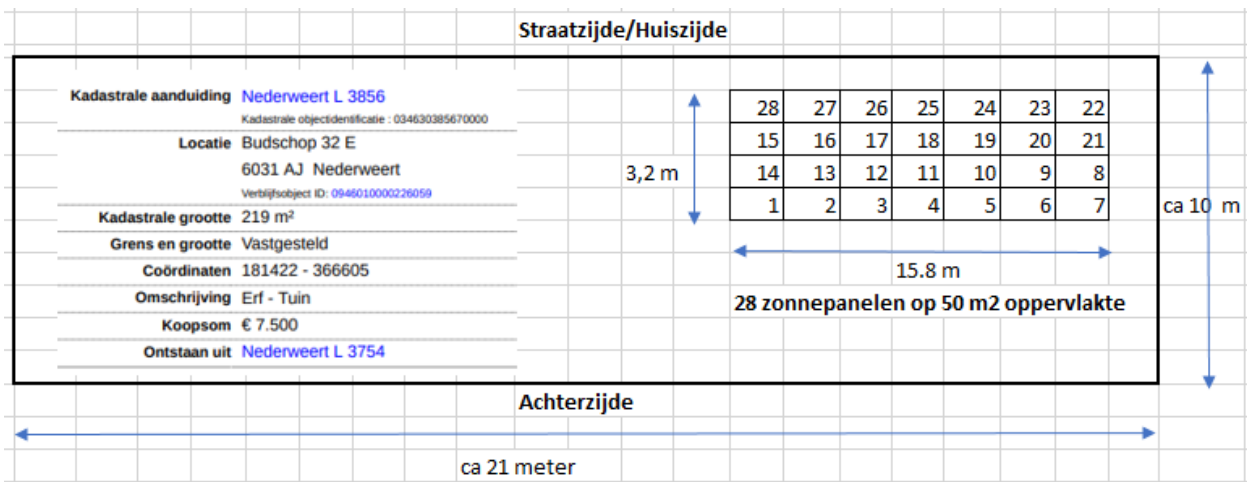 Straatzijde/Huiszijde
Kadastrale aanduiding Nederweert L 3856
Kadastrale objectidentificatie : 034630385670000
Locatie Budschop 32 E
6031 AJ Nederweert
Verblijfsobject ID: 0946010000226059
Kadastrale grootte 219 m²
Grens en grootte Vastgesteld
Coördinaten 181422 - 366605
Omschrijving Erf - Tuin
Koopsom € 7.500
Ontstaan uit Nederweert L 3754
3,2 m
28 27 26 25 24 23 22
15 16 17 18 19 20 21
14 13 12 11 10 9 8
1 2 3 4 5 6 7
ca 10 m
15.8 m
28 zonnepanelen op 50 m2 oppervlakte
Achterzijde
ca 21 meter